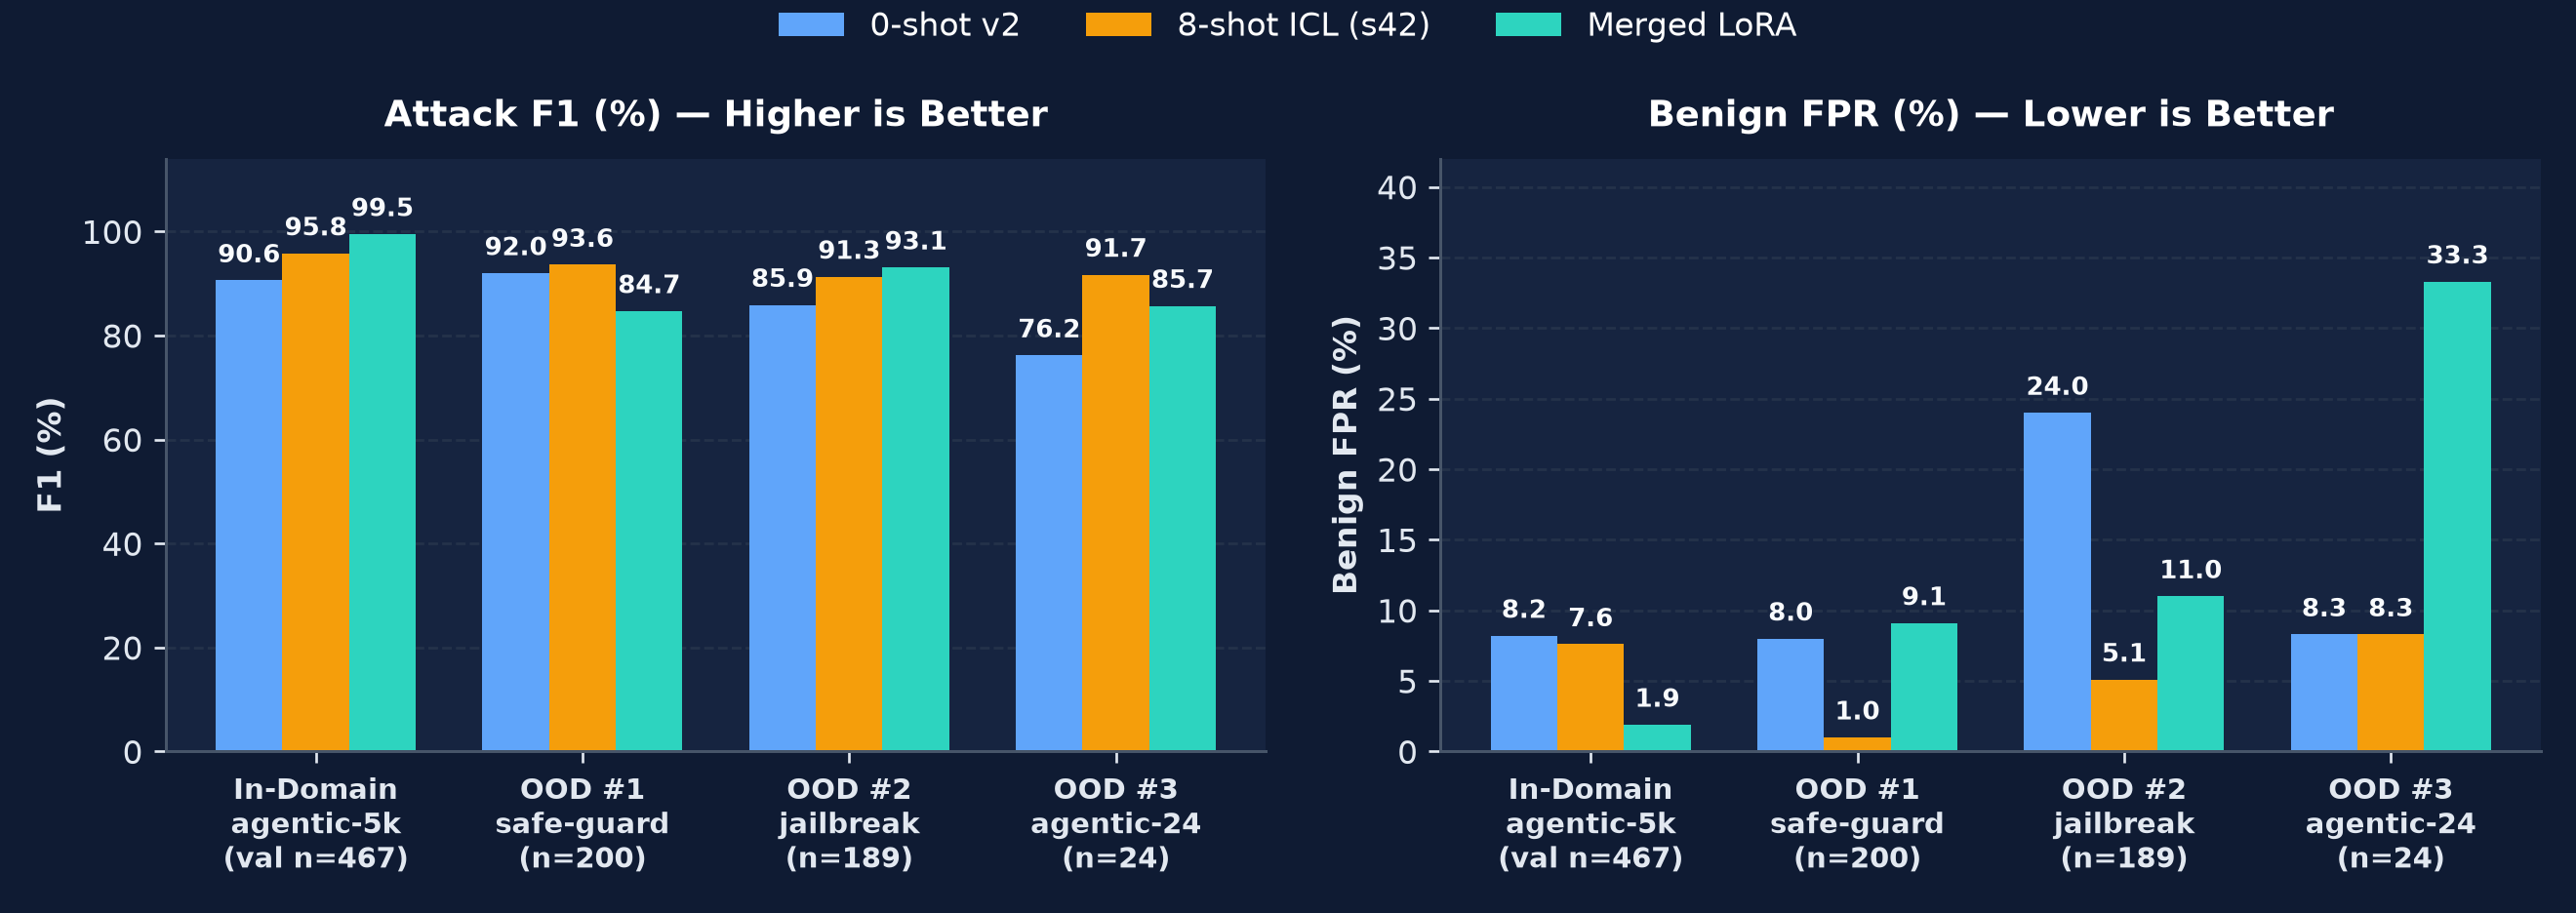 0-shot v2 8-shot ICL (s42) Merged LoRA
Attack F1 (%) — Higher is Better
F1 (%)
100
80
60
40
20
0
90.6 95.8 99.5
92.0 93.6 84.7
85.9 91.3 93.1
76.2 91.7 85.7
In-Domain
agentic-5k
(val n=467)
OOD #1
safe-guard
(n=200)
OOD #2
jailbreak
(n=189)
OOD #3
agentic-24
(n=24)
Benign FPR (%) — Lower is Better
Benign FPR (%)
40
35
30
25
20
15
10
5
0
8.2 7.6 1.9
8.0 1.0 9.1
24.0 5.1 11.0
8.3 8.3 33.3
In-Domain
agentic-5k
(val n=467)
OOD #1
safe-guard
(n=200)
OOD #2
jailbreak
(n=189)
OOD #3
agentic-24
(n=24)